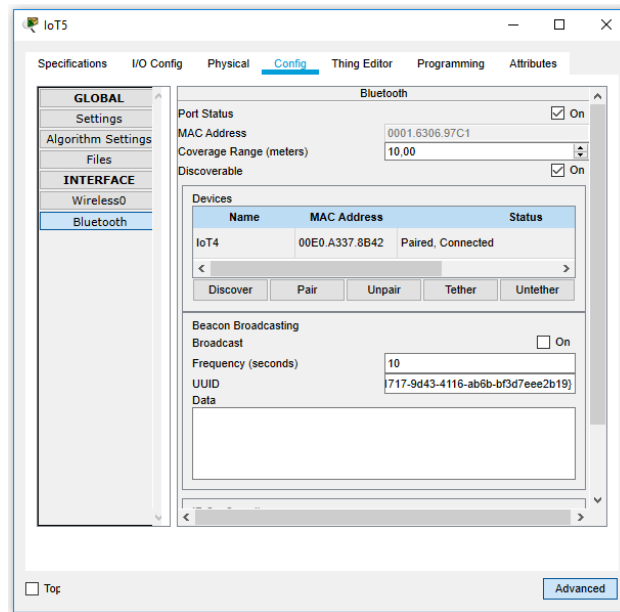 IoT5
Specifications I/O Config Physical Config Thing Editor Programming Attributes
GLOBAL
Settings
Algorithm Settings
Files
INTERFACE
Wireless0
Bluetooth
Bluetooth
Port Status On
MAC Address 0001.6306.97C1
Coverage Range (meters) 10,00
Discoverable On
Devices
Name MAC Address Status
IoT4 00E0.A337.8B42 Paired, Connected
Discover Pair Unpair Tether Untether
Beacon Broadcasting
Broadcast On
Frequency (seconds) 10
UUID 1717-9d43-4116-ab6b-bf3d7eee2b19}
Data
Top
Advanced